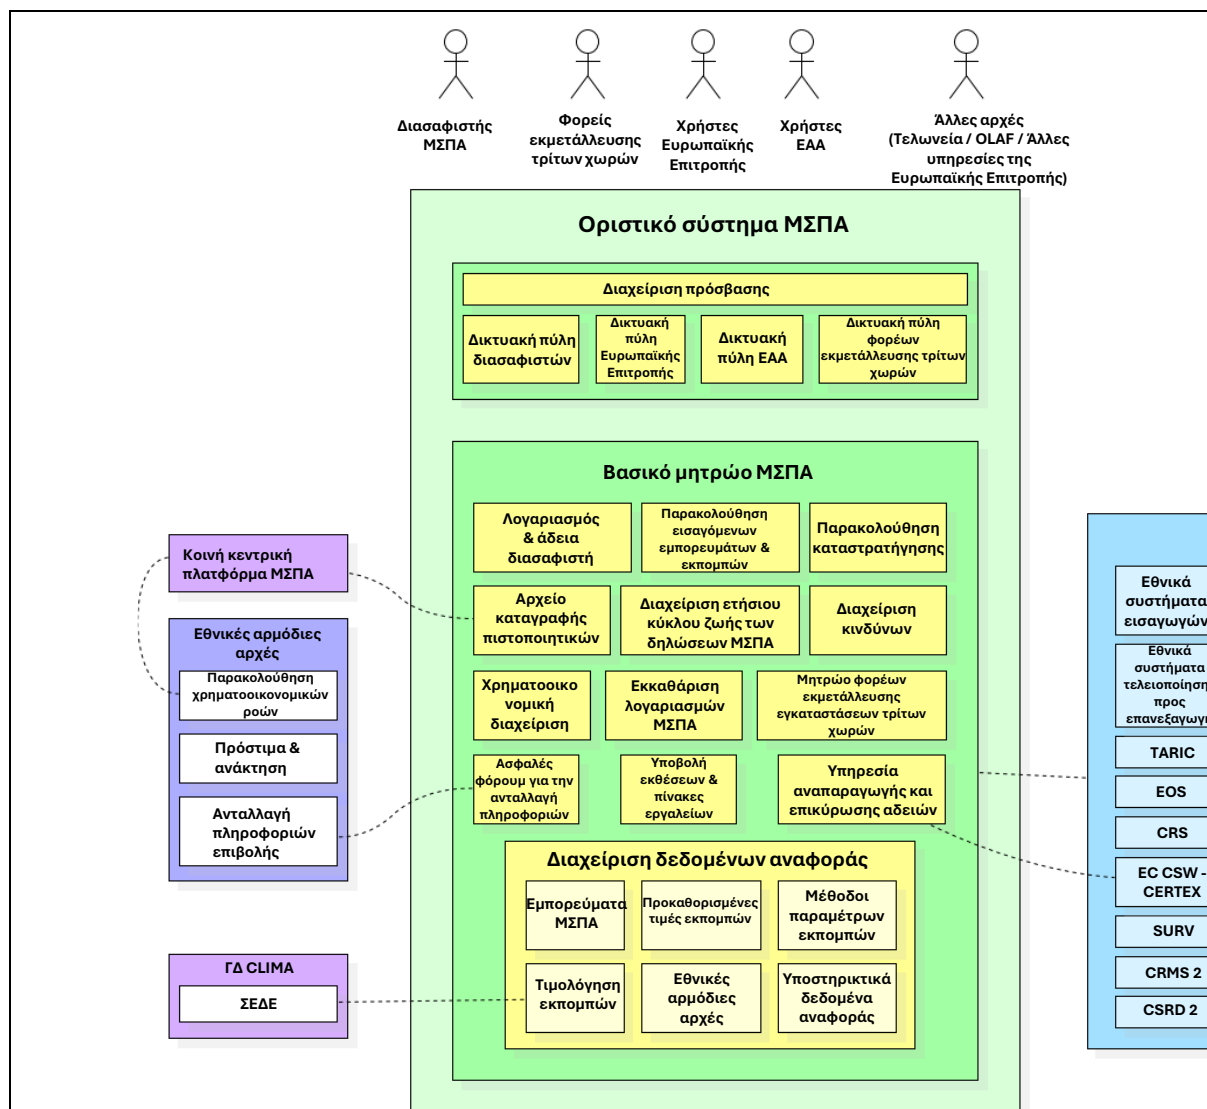 Διασαφιστής
ΜΣΠΑ
Φορείς
εκμετάλλευσης
τρίτων χωρών
Χρήστες
Ευρωπαϊκής
Επιτροπής
Χρήστες
ΕΑΑ
Άλλες αρχές
(Τελωνεία / OLAF / Άλλες
υπηρεσίες της
Ευρωπαϊκής Επιτροπής)
Οριστικό σύστημα ΜΣΠΑ
Διαχείριση πρόσβασης
Δικτυακή πύλη
διασαφιστών
Δικτυακή
πύλη
Ευρωπαϊκής
Επιτροπής
Δικτυακή
πύλη ΕΑΑ
Δικτυακή πύλη
φορέων
εκμετάλλευσης τρίτων
χωρών
Βασικό μητρώο ΜΣΠΑ
Λογαριασμός
& άδεια
διασαφιστή
Παρακολούθηση
εισαγόμενων
εμπορευμάτων &
εκπομπών
Παρακολούθηση
καταστρατήγησης
Αρχείο
καταγραφής
πιστοποιητικών
Διαχείριση ετήσιου
κύκλου ζωής των
δηλώσεων ΜΣΠΑ
Διαχείριση
κινδύνων
Χρηματοοικο
νομική
διαχείριση
Εκκαθάριση
λογαριασμών
ΜΣΠΑ
Μητρώο φορέων
εκμετάλλευσης
εγκαταστάσεων τρίτων
χωρών
Ασφαλές
φόρουμ για την
ανταλλαγή
πληροφοριών
Υποβολή
εκθέσεων &
πίνακες
εργαλείων
Υπηρεσία
αναπαραγωγής και
επικύρωσης αδειών
Διαχείριση δεδομένων αναφοράς
Εμπορεύματα
ΜΣΠΑ
Προκαθορισμένες
τιμές εκπομπών
Μέθοδοι
παραμέτρων
εκπομπών
Τιμολόγηση
εκπομπών
Εθνικές
αρμόδιες
αρχές
Υποστηρικτικά
δεδομένα
αναφοράς
Κοινή κεντρική
πλατφόρμα ΜΣΠΑ
Εθνικές αρμόδιες
αρχές
Παρακολούθηση
χρηματοοικονομικών
ροών
Πρόστιμα &
ανάκτηση
Ανταλλαγή
πληροφοριών
επιβολής
ΓΔ CLIMA
ΣΕΔΕ
Εθνικά
συστήματα
εισαγωγών
Εθνικά
συστήματα
τελειοποίηση
προς
επανεξαγωγή
TARIC
EOS
CRS
EC CSW -
CERTEX
SURV
CRMS 2
CSRD 2